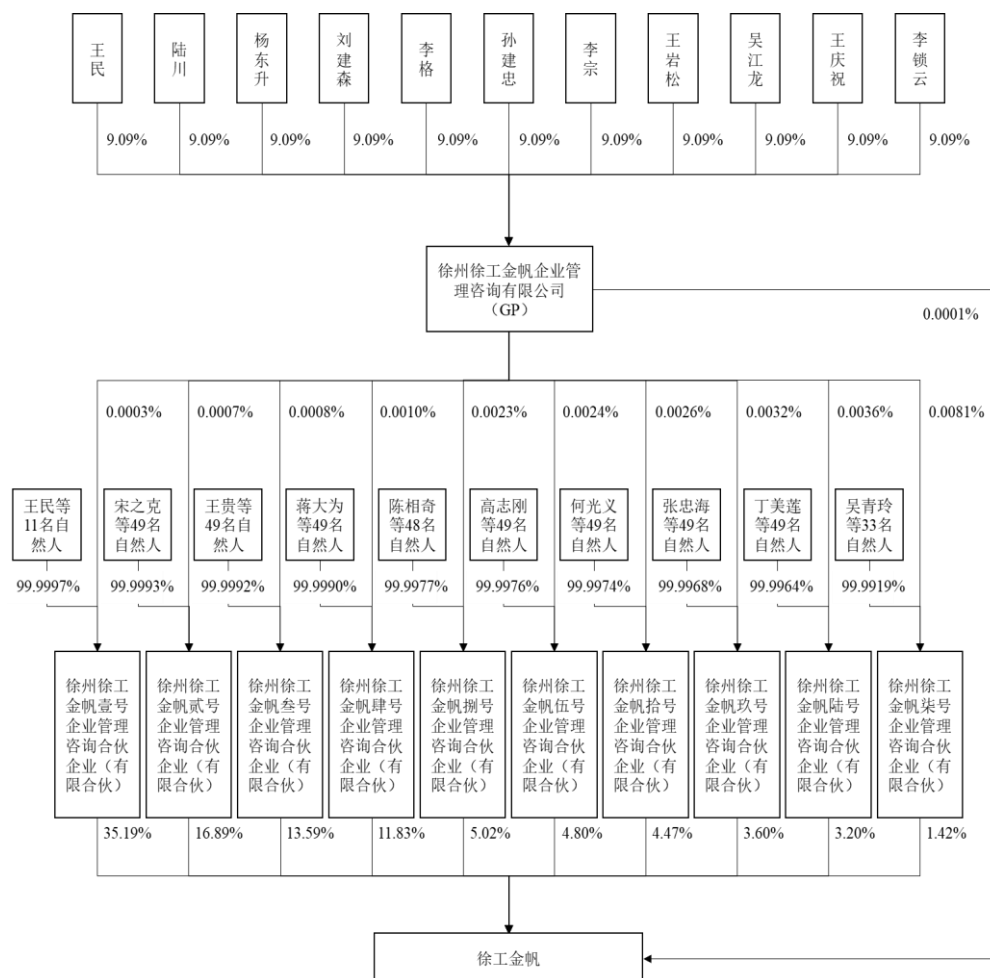 王民
陆川
杨东升
刘建森
李格
孙建忠
李宗
王岩松
吴江龙
王庆祝
李锁云
9.09%
9.09%
9.09%
9.09%
9.09%
9.09%
9.09%
9.09%
9.09%
9.09%
9.09%
徐州徐工金帆企业管
理咨询有限公司
（GP）
0.0001%
0.0003%
0.0007%
0.0008%
0.0010%
0.0023%
0.0024%
0.0026%
0.0032%
0.0036%
0.0081%
王民等
11名自
然人
宋之克
等49名
自然人
王贵等
49名自
然人
蒋大为
等49名
自然人
陈相奇
等48名
自然人
高志刚
等49名
自然人
何光义
等49名
自然人
张忠海
等49名
自然人
丁美莲
等49名
自然人
吴青玲
等33名
自然人
99.9997%
99.9993%
99.9992%
99.9990%
99.9977%
99.9976%
99.9974%
99.9968%
99.9964%
99.9919%
徐州徐工
金帆壹号
企业管理
咨询合伙
企业（有
限合伙）
徐州徐工
金帆贰号
企业管理
咨询合伙
企业（有
限合伙）
徐州徐工
金帆叁号
企业管理
咨询合伙
企业（有
限合伙）
徐州徐工
金帆肆号
企业管理
咨询合伙
企业（有
限合伙）
徐州徐工
金帆捌号
企业管理
咨询合伙
企业（有
限合伙）
徐州徐工
金帆伍号
企业管理
咨询合伙
企业（有
限合伙）
徐州徐工
金帆拾号
企业管理
咨询合伙
企业（有
限合伙）
徐州徐工
金帆玖号
企业管理
咨询合伙
企业（有
限合伙）
徐州徐工
金帆陆号
企业管理
咨询合伙
企业（有
限合伙）
徐州徐工
金帆柒号
企业管理
咨询合伙
企业（有
限合伙）
35.19%
16.89%
13.59%
11.83%
5.02%
4.80%
4.47%
3.60%
3.20%
1.42%
徐工金帆